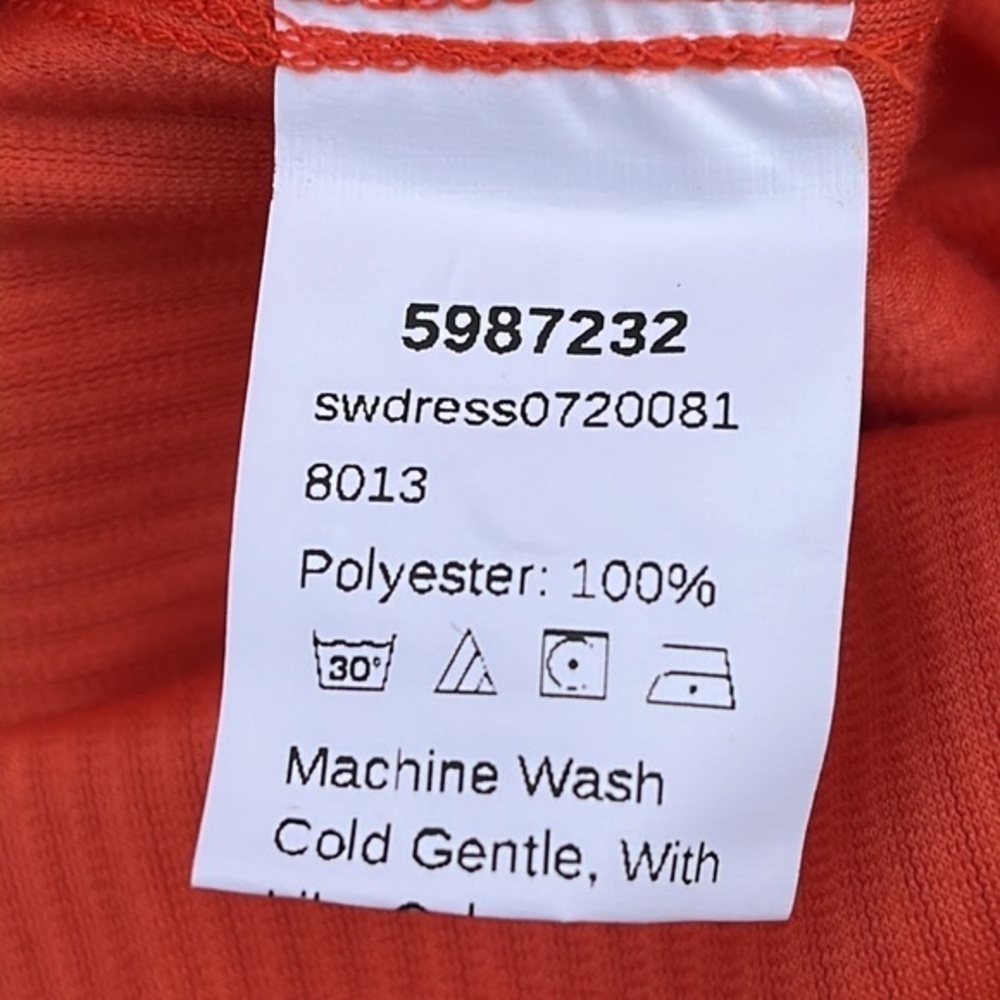 5987232
swdress0720081
8013
Polyester: 100%
30°
Machine Wash
Cold Gentle, With